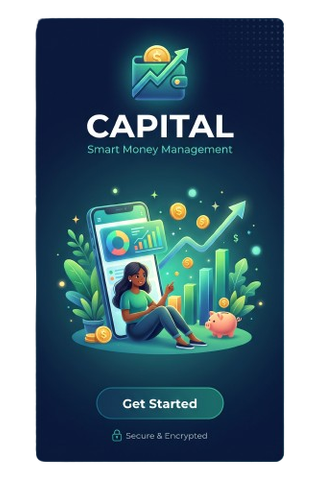 CAPITAL
Smart Money Management
$
Get Started
Secure & Encrypted